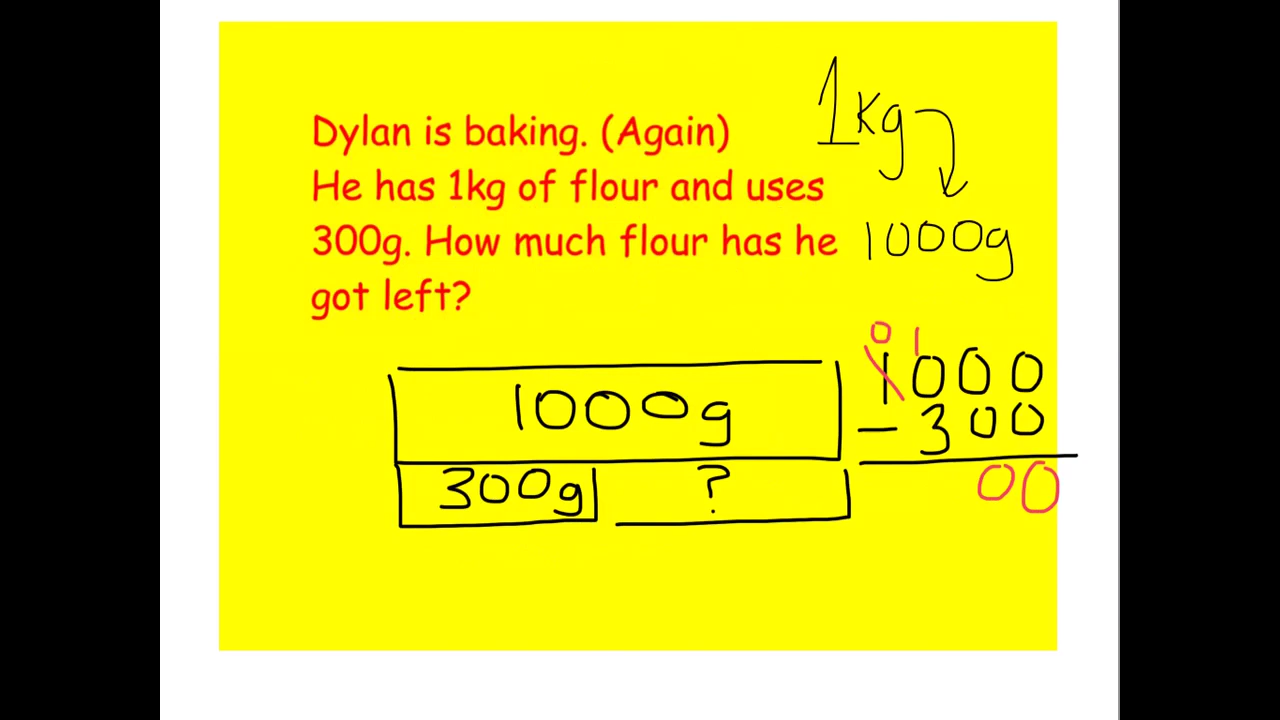 Dylan is baking. (Again)
He has 1kg of flour and uses
300g. How much flour has he
got left?
1kg
1000g
1000g
300g ?
0 1
1000
- 300
00